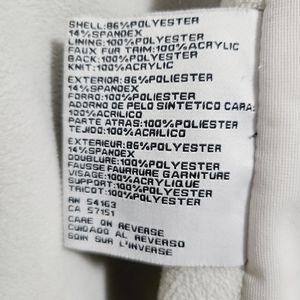 SHELL:86%POLYESTER
14%SPANDEX
LINING:100%POLYESTER
FAUX FUR TRIM:100%ACRYLIC
BACK:100%POLYESTER
KNIT:100%ACRYLIC
EXTERIOR:86%POLIESTER
14%SPANDEX
FORRO:100%POLIESTER
ADORNO DE PELO SINTETICO CARA:
100%ACRILICO
PARTE ATRAS:100%POLIESTER
TEJIDO:100%ACRILICO
EXTERIEUR:86%POLYESTER
14%SPANDEX
DOUBLURE:100%POLYESTER
FAUSSE FAURRURE GARNITURE
VISAGE:100%ACRYLIQUE
SUPPORT:100%POLYESTER
TRICOT:100%ACRYLIQUE
RN 54163
CA 57151
CARE ON REVERSE
CUIDADO AL REVERSO
SOIN SUR L'INVERSE